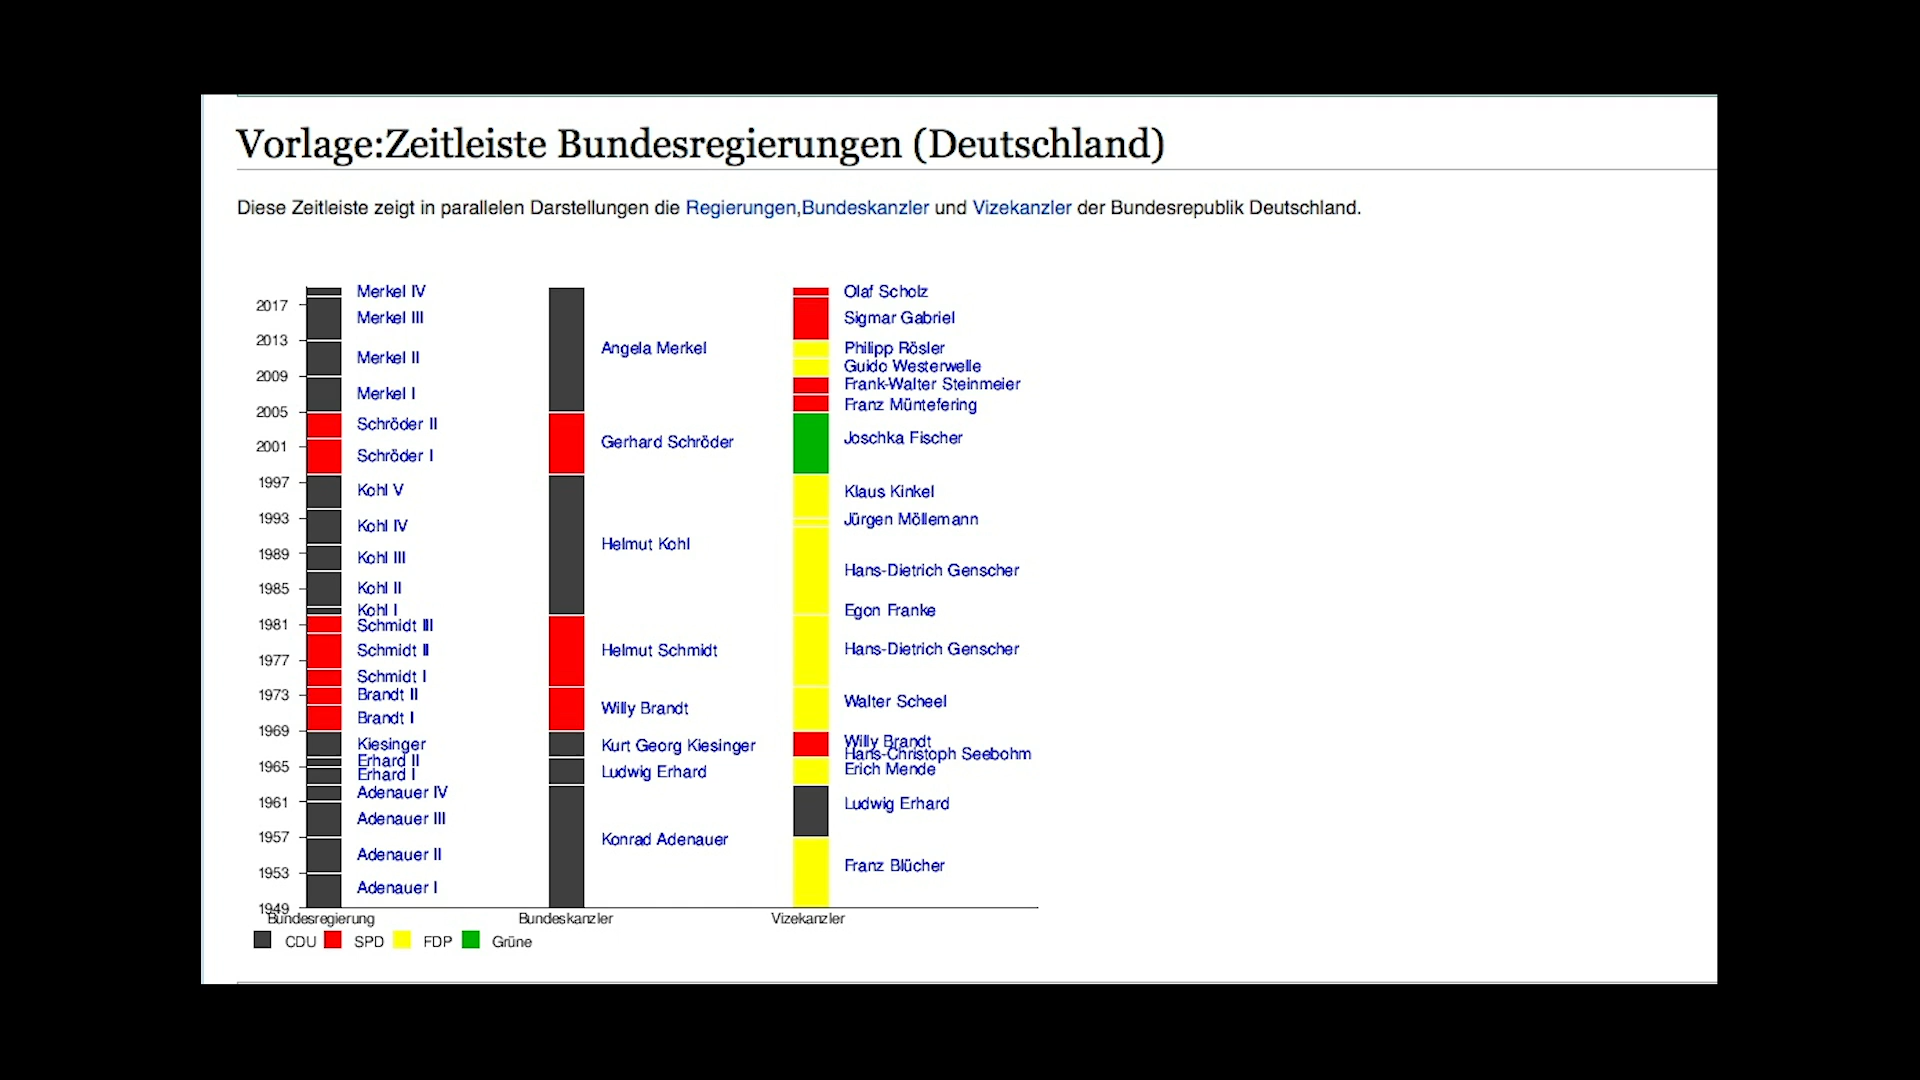 Vorlage:Zeitleiste Bundesregierungen (Deutschland)
Diese Zeitleiste zeigt in parallelen Darstellungen die Regierungen,Bundeskanzler und Vizekanzler der Bundesrepublik Deutschland.
2017
2013
2009
2005
2001
1997
1993
1989
1985
1981
1977
1973
1969
1965
1961
1957
1953
1949
Merkel IV
Merkel III
Merkel II
Merkel I
Schröder II
Schröder I
Kohl V
Kohl IV
Kohl III
Kohl II
Kohl I
Schmidt III
Schmidt II
Schmidt I
Brandt II
Brandt I
Kiesinger
Erhard II
Erhard I
Adenauer IV
Adenauer III
Adenauer II
Adenauer I
Bundesregierung
Angela Merkel
Gerhard Schröder
Helmut Kohl
Helmut Schmidt
Willy Brandt
Kurt Georg Kiesinger
Ludwig Erhard
Konrad Adenauer
Bundeskanzler
Olaf Scholz
Sigmar Gabriel
Philipp Rösler
Guido Westerwelle
Frank-Walter Steinmeier
Franz Müntefering
Joschka Fischer
Klaus Kinkel
Jürgen Möllemann
Hans-Dietrich Genscher
Egon Franke
Hans-Dietrich Genscher
Walter Scheel
Willy Brandt
Hans-Christoph Seebohm
Erich Mende
Ludwig Erhard
Franz Blücher
Vizekanzler
CDU SPD FDP Grüne